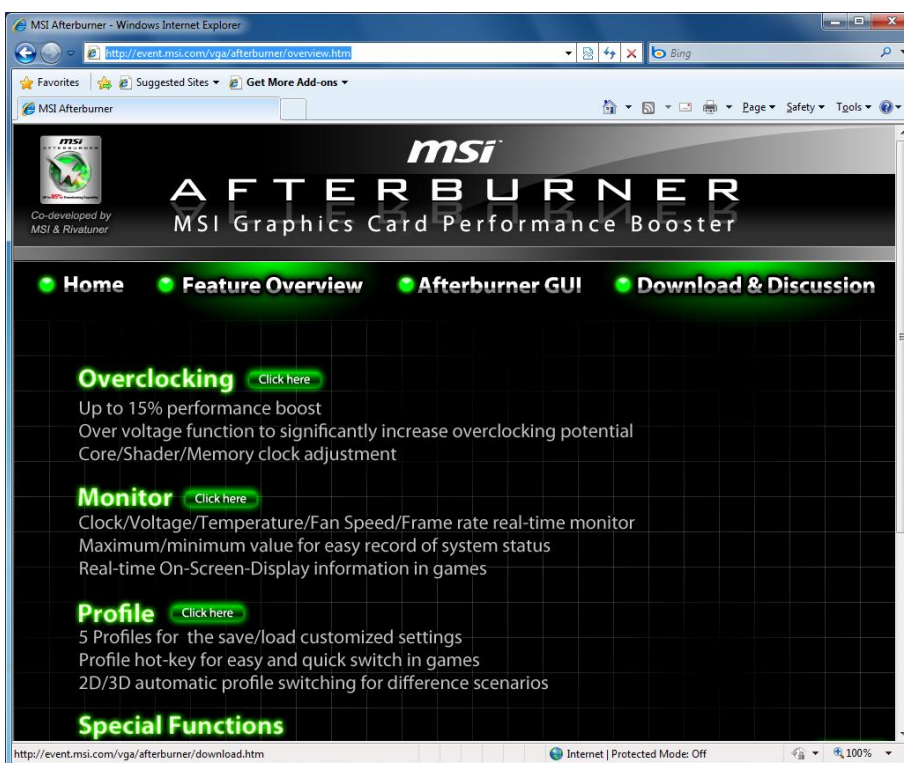 MSI Afterburner - Windows Internet Explorer
http://event.msi.com/vga/afterburner/overview.htm
Bing
Favorites Suggested Sites Get More Add-ons
MSI Afterburner Page Safety Tools
msi
AFTERBURNER
MSI Graphics Card Performance Booster
msi
AFTERBURNER
Co-developed by
MSI & Rivatuner
Home Feature Overview Afterburner GUI Download & Discussion
Overclocking Click here
Up to 15% performance boost
Over voltage function to significantly increase overclocking potential
Core/Shader/Memory clock adjustment
Monitor Click here
Clock/Voltage/Temperature/Fan Speed/Frame rate real-time monitor
Maximum/minimum value for easy record of system status
Real-time On-Screen-Display information in games
Profile Click here
5 Profiles for the save/load customized settings
Profile hot-key for easy and quick switch in games
2D/3D automatic profile switching for difference scenarios
Special Functions
http://event.msi.com/vga/afterburner/download.htm Internet | Protected Mode: Off 100%